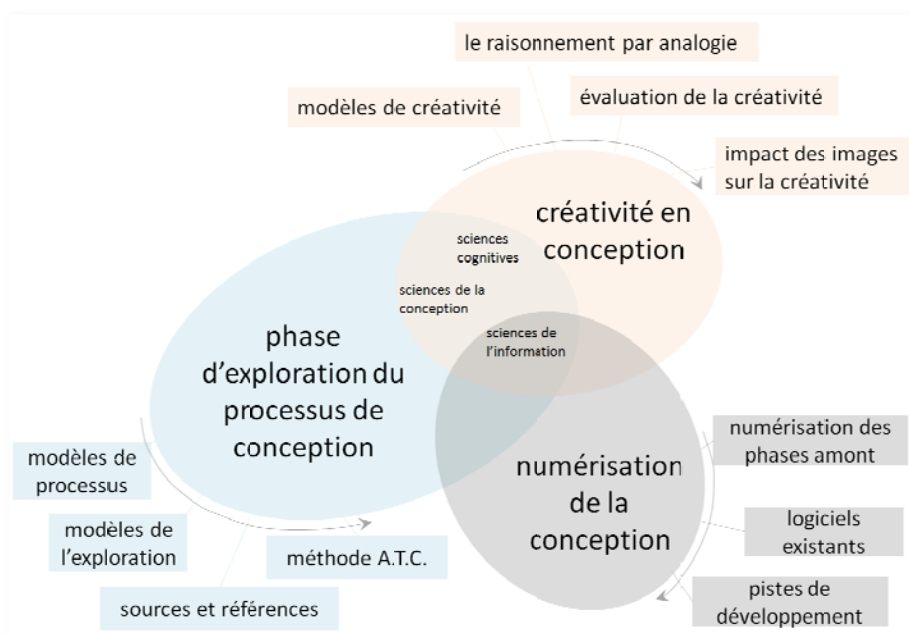 le raisonnement par analogie
modèles de créativité
évaluation de la créativité
impact des images
sur la créativité
créativité en
conception
sciences
cognitives
sciences de la
conception
sciences de
l'information
phase
d'exploration du
processus de
conception
numérisation
de la
conception
modèles de
processus
modèles de
l'exploration
méthode A.T.C.
sources et références
numérisation des
phases amont
logiciels
existants
pistes de
développement